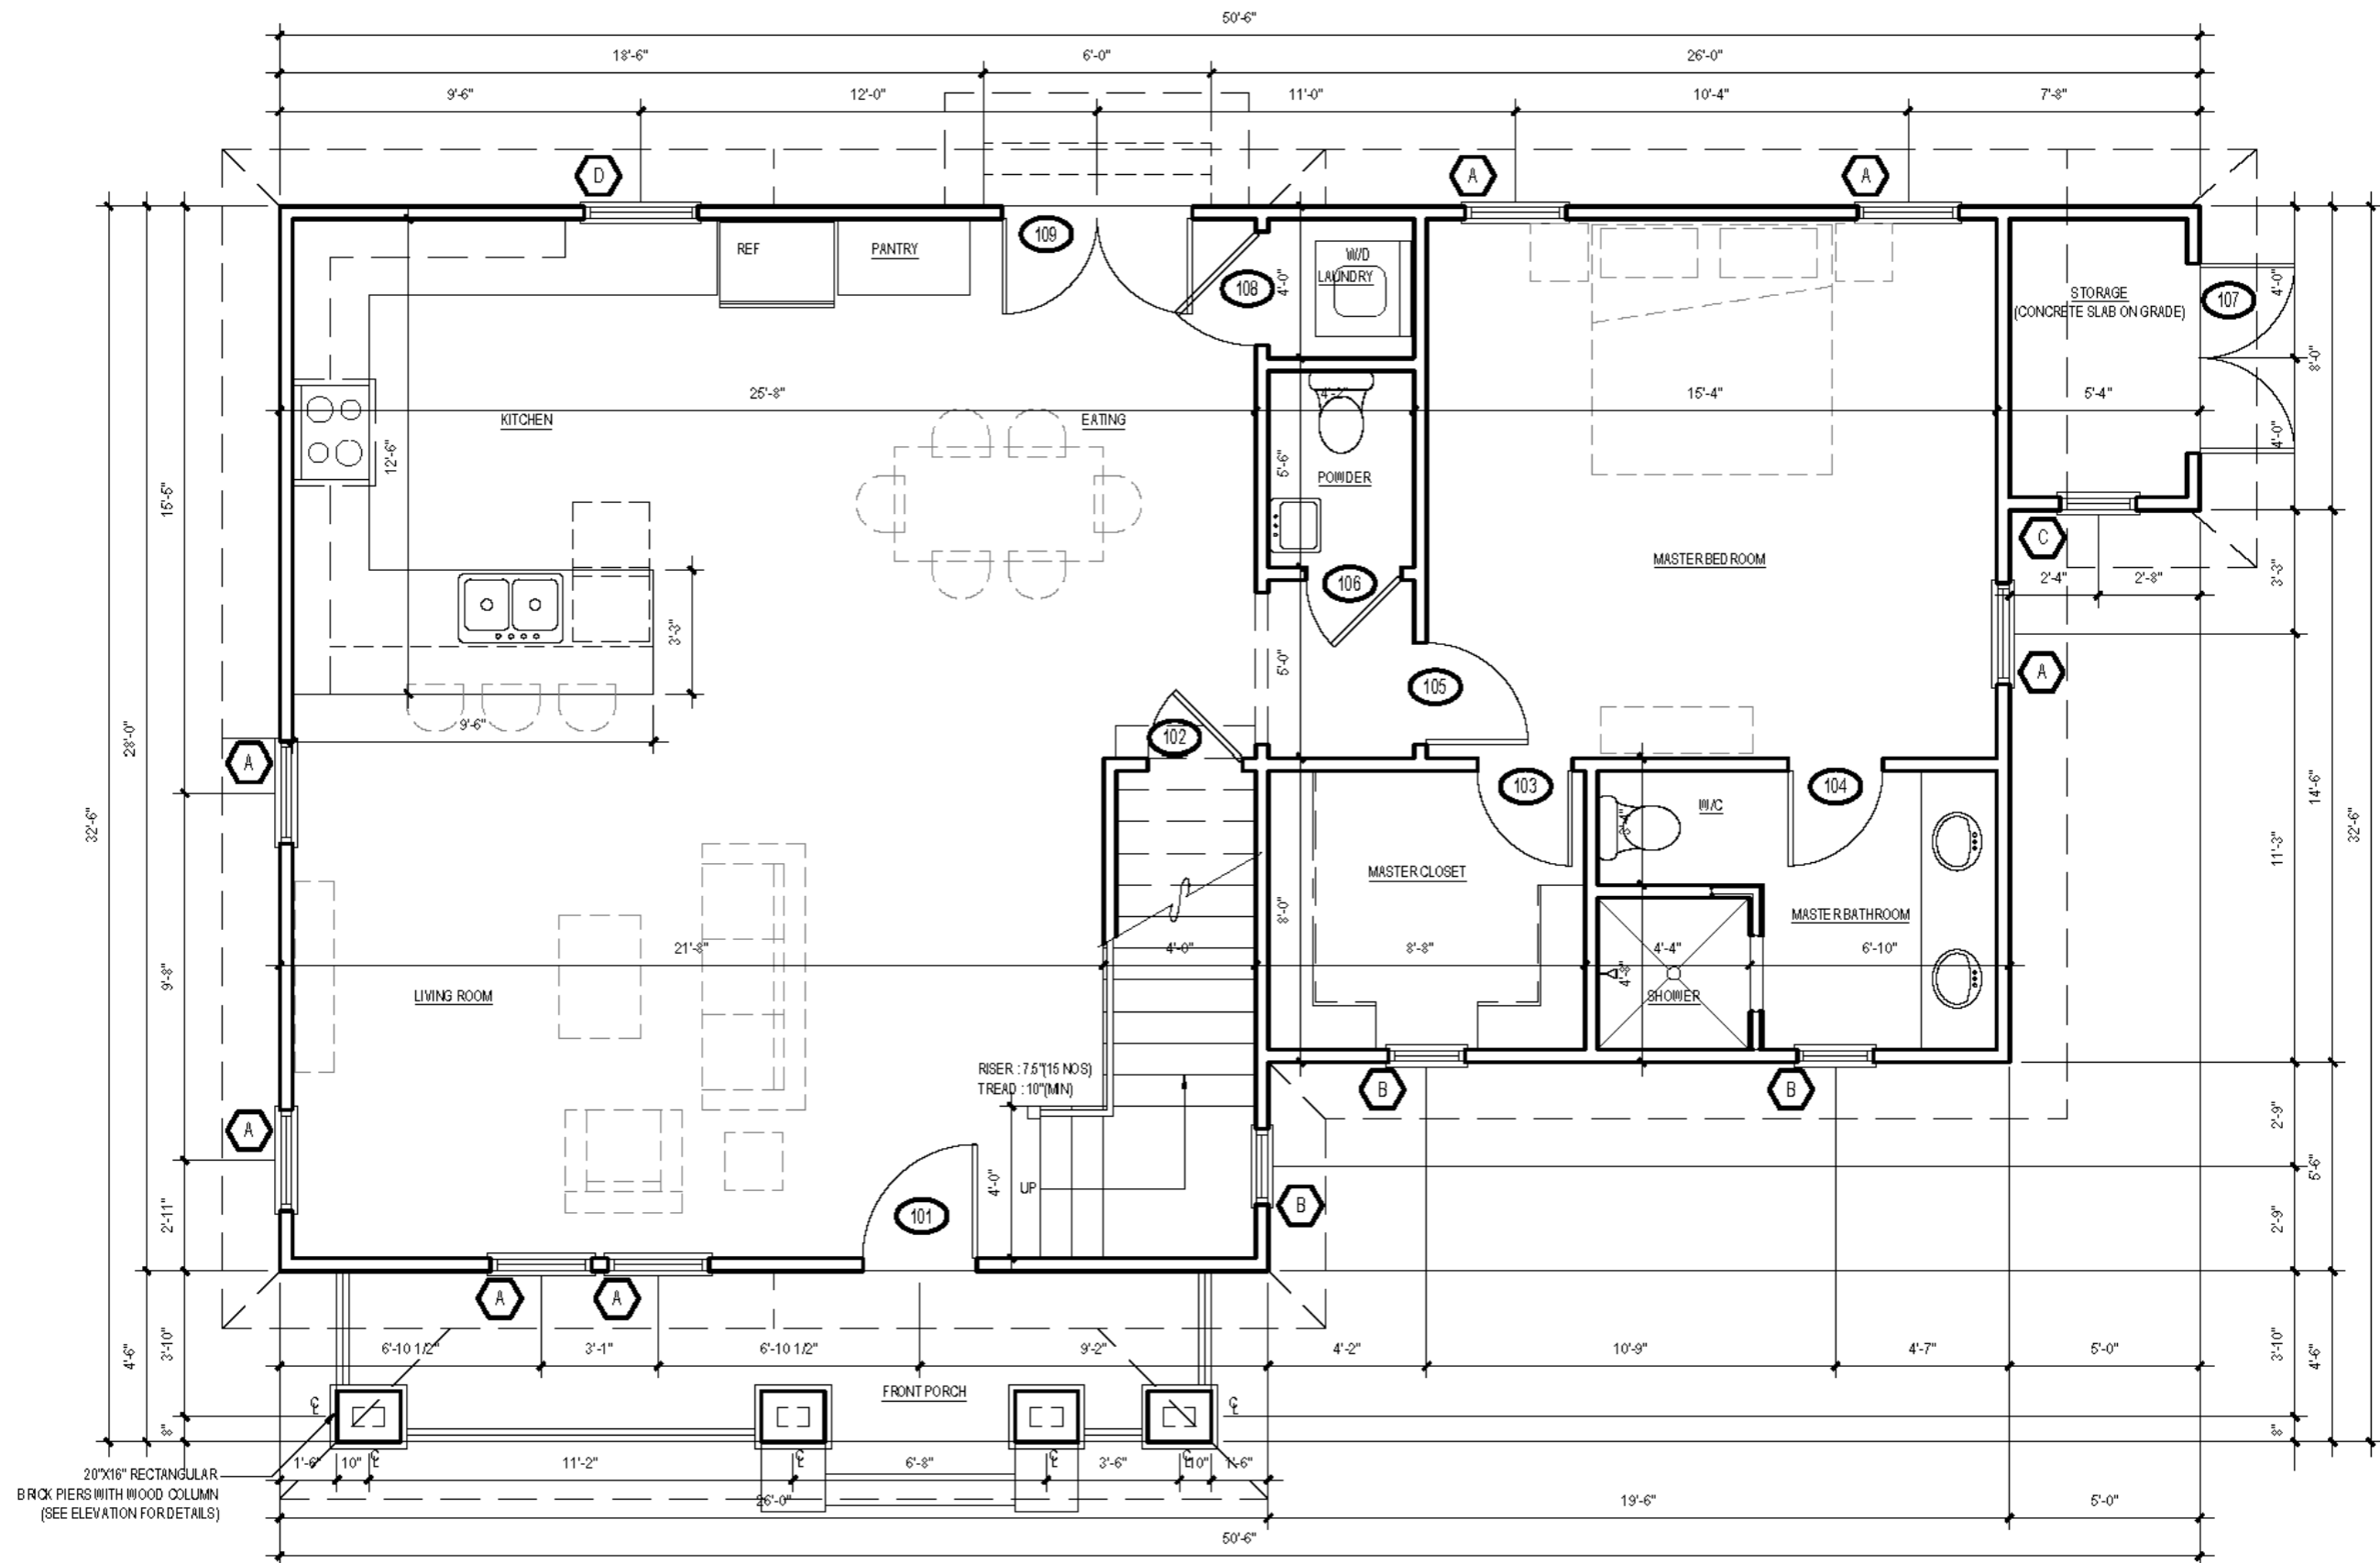 50'-6"
18'-6" 6'-0" 26'-0"
9'-6" 12'-0" 11'-0" 10'-4" 7'-8"
D A A
109
REF PANTRY
108
4'-0"
W/D
LAUNDRY
STORAGE
(CONCRETE SLAB ON GRADE)
107
4'-0"
8'-0"
4'-0"
25'-8" 4'-2" 15'-4" 5'-4"
KITCHEN EATING
12'-6"
15'-5"
5'-6"
POWDER
MASTER BED ROOM
C
3'-3"
106
2'-4" 2'-8"
3'-3"
5'-0"
105
A
9'-6"
102
28'-0"
A
103
104
14'-6"
32'-6"
32'-6"
W/C
3'-4"
11'-3"
MASTER CLOSET
8'-0"
MASTER BATHROOM
21'-8" 4'-0" 8'-8" 4'-4" 6'-10"
9'-8"
4'-8"
LIVING ROOM
SHOWER
RISER : 7.5"(15 NOS)
TREAD : 10"(MIN)
B B
2'-9"
A
5'-6"
4'-0"
UP
B
101
2'-11"
2'-9"
A A
3'-10"
4'-6"
6'-10 1/2" 3'-1" 6'-10 1/2" 9'-2" 4'-2" 10'-9" 4'-7" 5'-0"
3'-10"
4'-6"
FRONT PORCH
8"
8"
1'-6" 10" 11'-2" 6'-8" 3'-6" 10" 1'-6"
20"X16" RECTANGULAR
BRICK PIERS WITH WOOD COLUMN
(SEE ELEVATION FOR DETAILS)
26'-0" 19'-6" 5'-0"
50'-6"